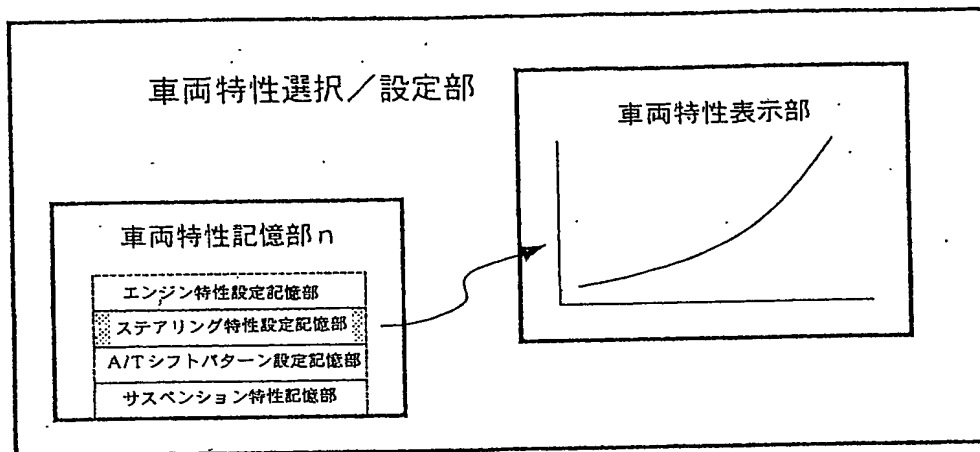 車両特性選択／設定部
車両特性表示部
車両特性記憶部n
エンジン特性設定記憶部
ステアリング特性設定記憶部
A/Tシフトパターン設定記憶部
サスペンション特性記憶部